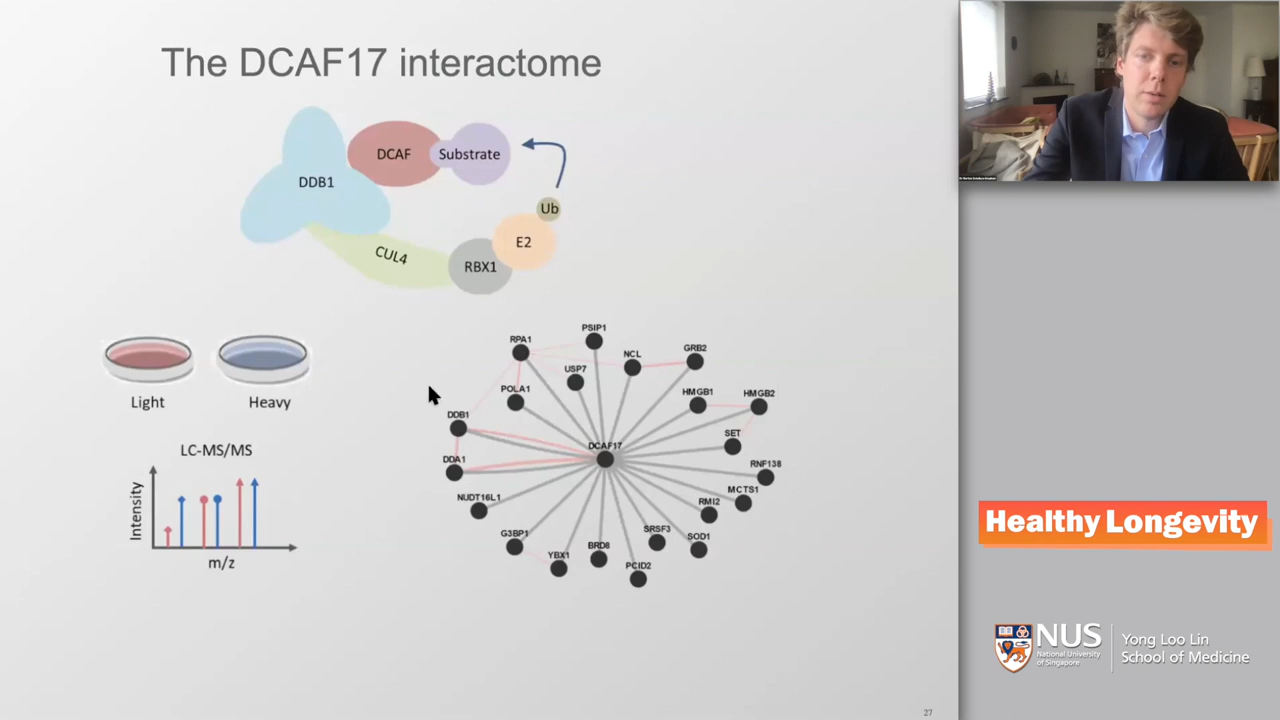 The DCAF17 interactome
DDB1
DCAF
Substrate
Ub
E2
CUL4
RBX1
Light
Heavy
LC-MS/MS
Intensity
m/z
PSIP1
RPA1
NCL
GRB2
USP7
POLA1
HMGB1
HMGB2
DDB1
SET
DCAF17
DDA1
RNF138
MCTS1
NUDT16L1
RMI2
SRSF3
SOD1
G3BP1
YBX1
BRD8
PCID2
27
Healthy Longevity
NUS
National University
of Singapore
Yong Loo Lin
School of Medicine